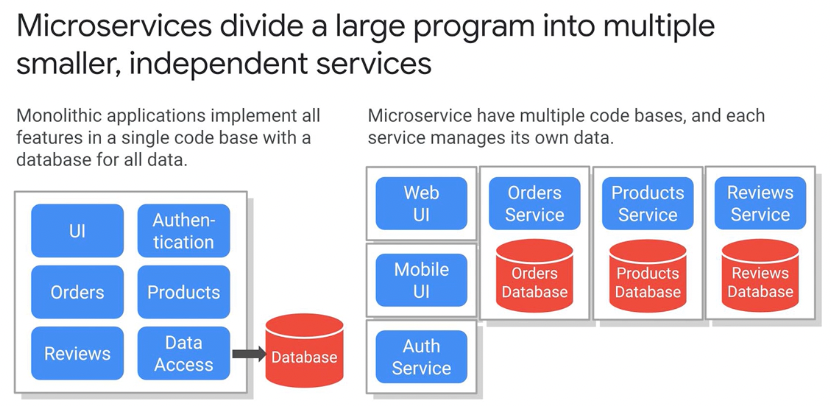 Microservices divide a large program into multiple
smaller, independent services
Monolithic applications implement all
features in a single code base with a
database for all data.
UI
Authen-
tication
Orders
Products
Reviews
Data
Access
Database
Microservice have multiple code bases, and each
service manages its own data.
Web
UI
Orders
Service
Products
Service
Reviews
Service
Orders
Database
Products
Database
Reviews
Database
Mobile
UI
Auth
Service